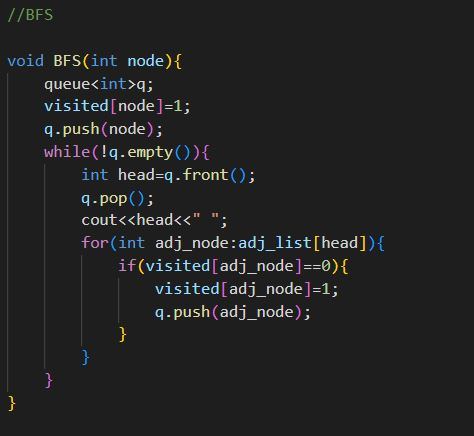 //BFS
void BFS(int node){
queue<int>q;
visited[node]=1;
q.push(node);
while(!q.empty()){
int head=q.front();
q.pop();
cout<<head<<" ";
for(int adj_node:adj_list[head]){
if(visited[adj_node]==0){
visited[adj_node]=1;
q.push(adj_node);
}
}
}
}